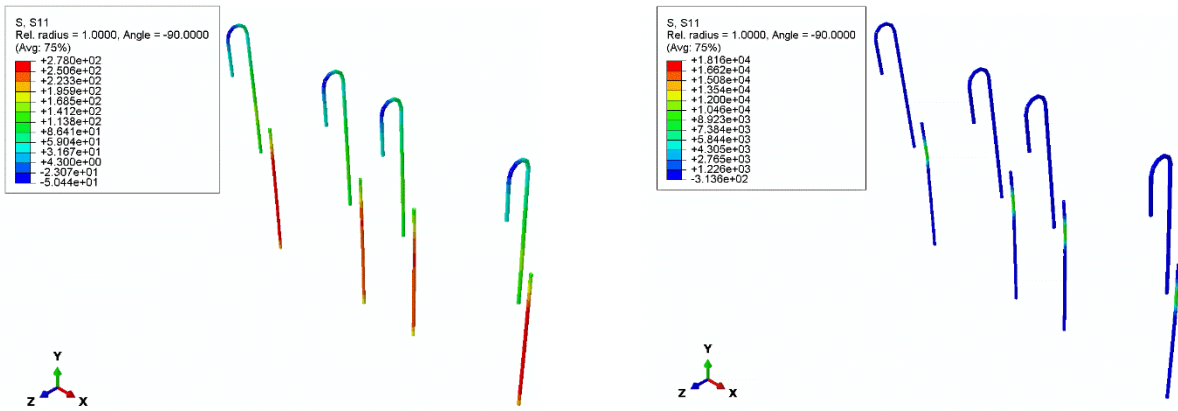 S, S11
Rel. radius = 1.0000, Angle = -90.0000
(Avg: 75%)
+2.780e+02
+2.506e+02
+2.233e+02
+1.959e+02
+1.685e+02
+1.412e+02
+1.138e+02
+8.641e+01
+5.904e+01
+3.167e+01
+4.300e+00
-2.307e+01
-5.044e+01
Y
Z
X
S, S11
Rel. radius = 1.0000, Angle = -90.0000
(Avg: 75%)
+1.816e+04
+1.662e+04
+1.508e+04
+1.354e+04
+1.200e+04
+1.046e+04
+8.923e+03
+7.384e+03
+5.844e+03
+4.305e+03
+2.765e+03
+1.226e+03
-3.136e+02
Y
Z
X